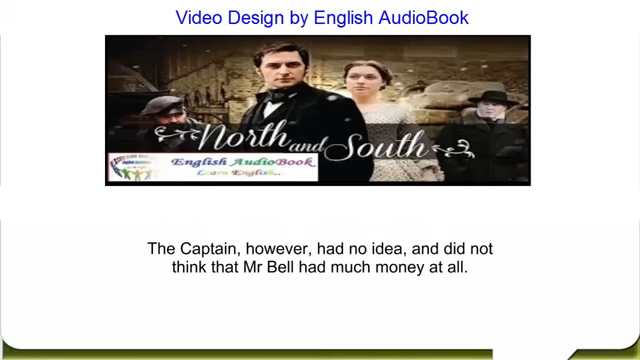 Video Design by English AudioBook
North and South
English AudioBook
Learn English...
The Captain, however, had no idea, and did not
think that Mr Bell had much money at all.